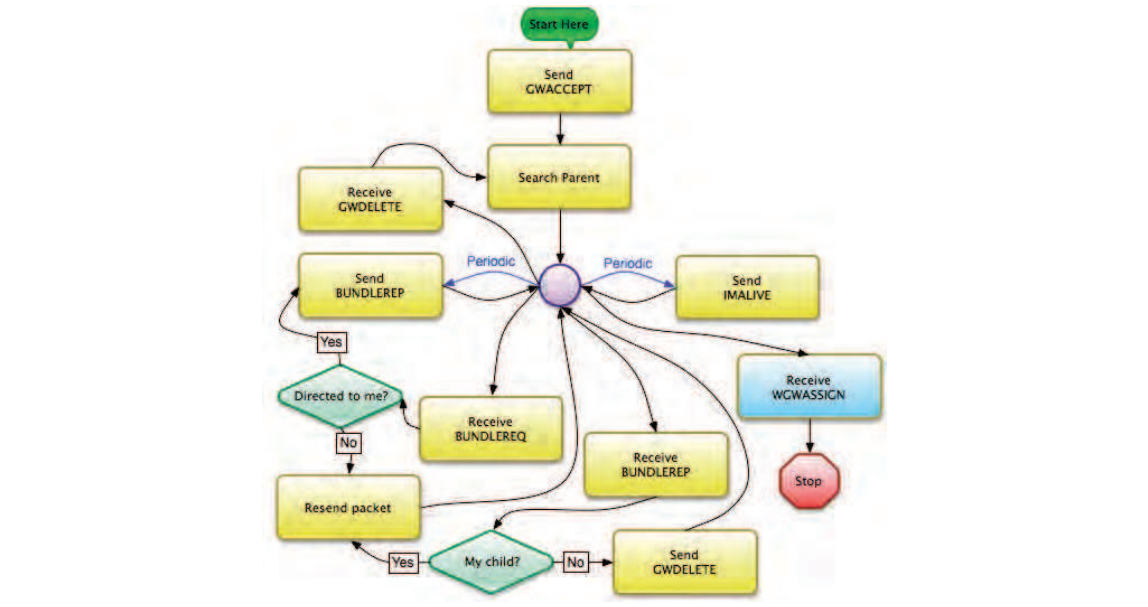 Start Here
Send
GWACCEPT
Search Parent
Receive
GWDELETE
Periodic
Periodic
Send
BUNDLEREP
Send
IMALIVE
Yes
Directed to me?
Receive
WGWASSIGN
Receive
BUNDLEREQ
No
Receive
BUNDLEREP
Stop
Resend packet
Yes
My child?
No
Send
GWDELETE